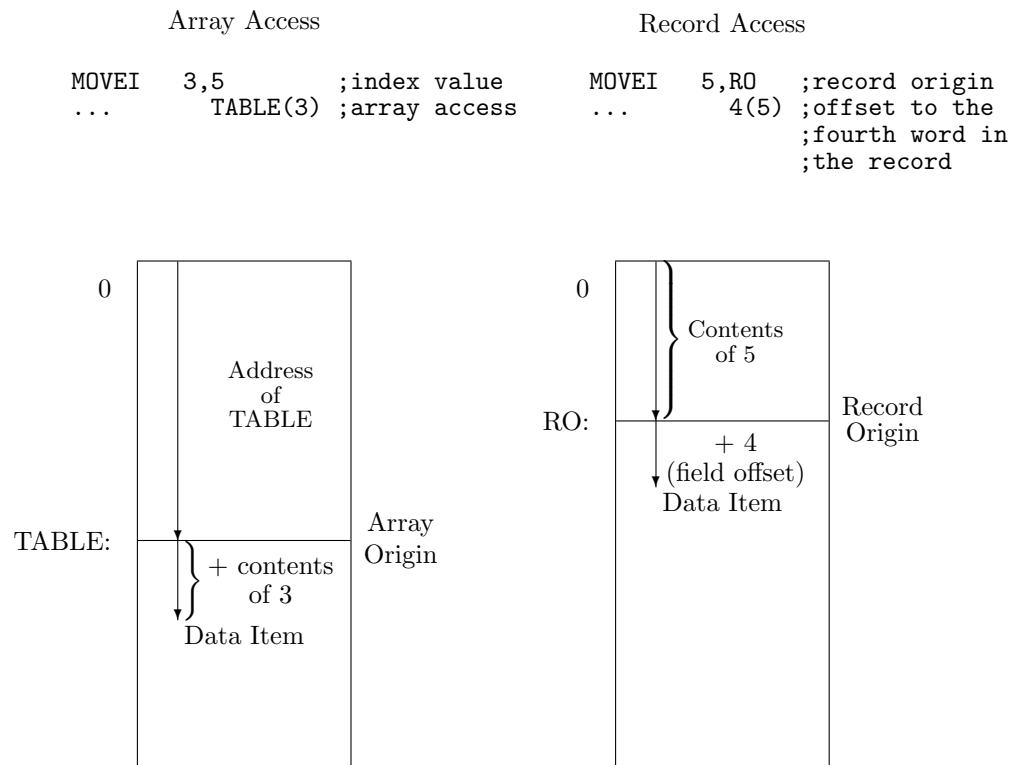 Array Access
MOVEI   3,5       ;index value
...       TABLE(3) ;array access
Record Access
MOVEI   5,RO   ;record origin
...       4(5) ;offset to the
;fourth word in
;the record
0
Address
of
TABLE
TABLE:
Array
Origin
+ contents
of 3
Data Item
0
Contents
of 5
RO:
Record
Origin
+ 4
(field offset)
Data Item